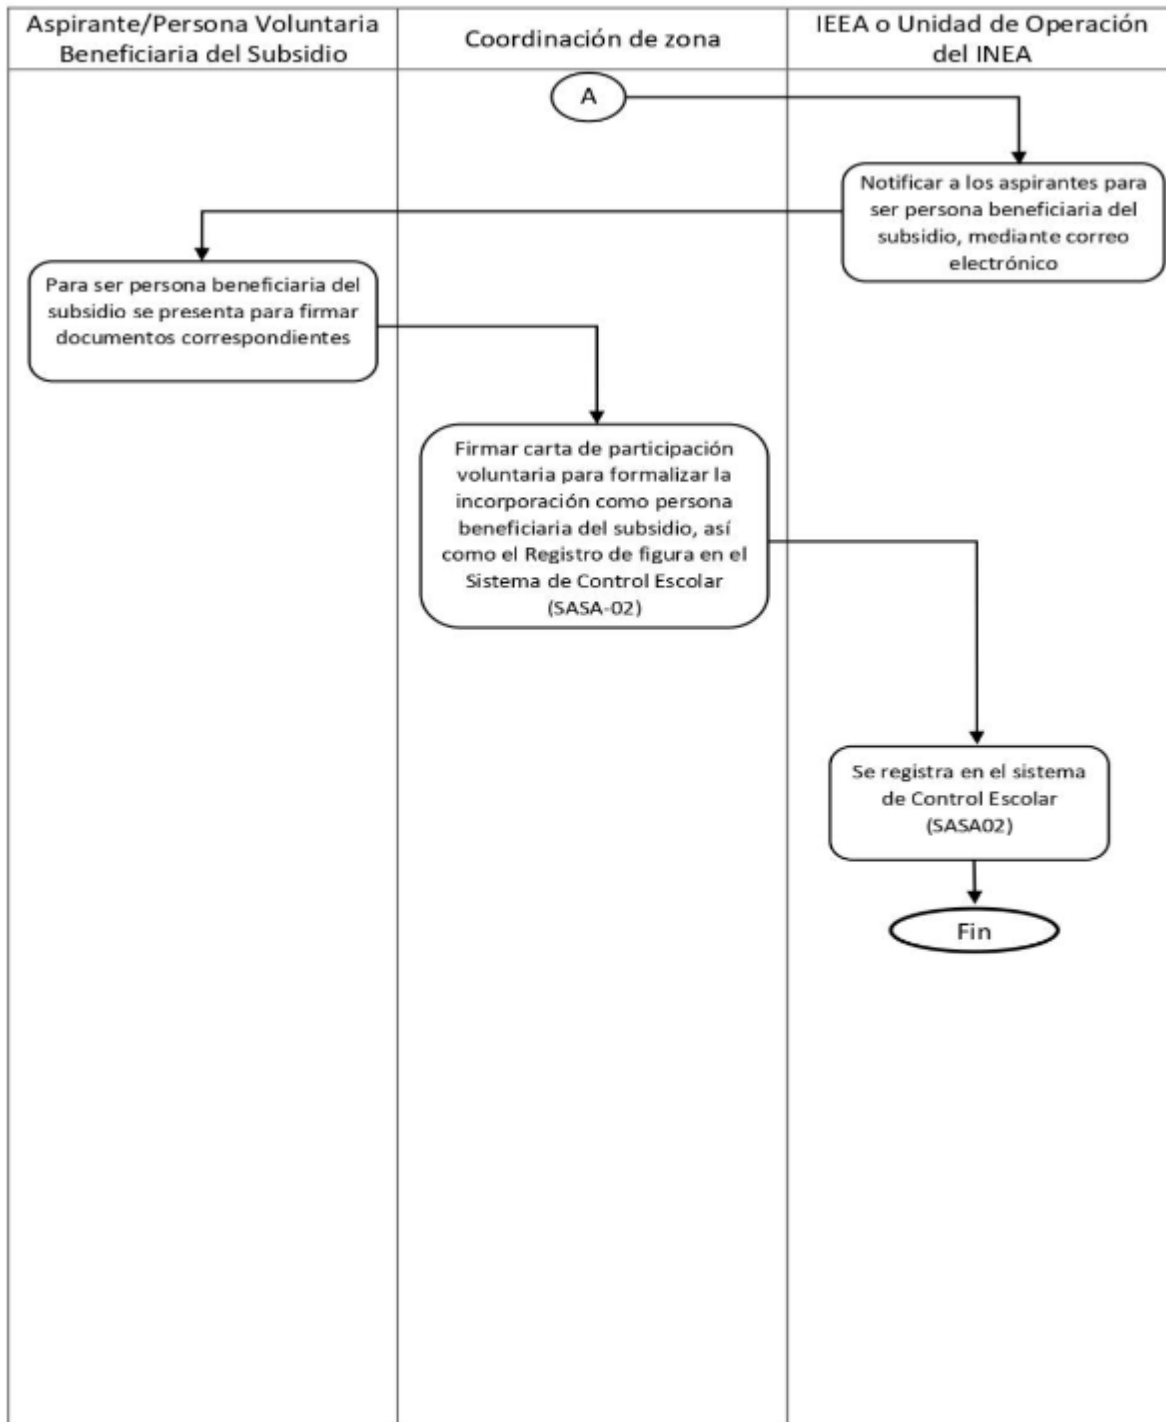 Aspirante/Persona Voluntaria
Beneficiaria del Subsidio
Coordinación de zona
IEEA o Unidad de Operación
del INEA
A
Notificar a los aspirantes para
ser persona beneficiaria del
subsidio, mediante correo
electrónico
Para ser persona beneficiaria del
subsidio se presenta para firmar
documentos correspondientes
Firmar carta de participación
voluntaria para formalizar la
incorporación como persona
beneficiaria del subsidio, así
como el Registro de figura en el
Sistema de Control Escolar
(SASA-02)
Se registra en el sistema
de Control Escolar
(SASA02)
Fin